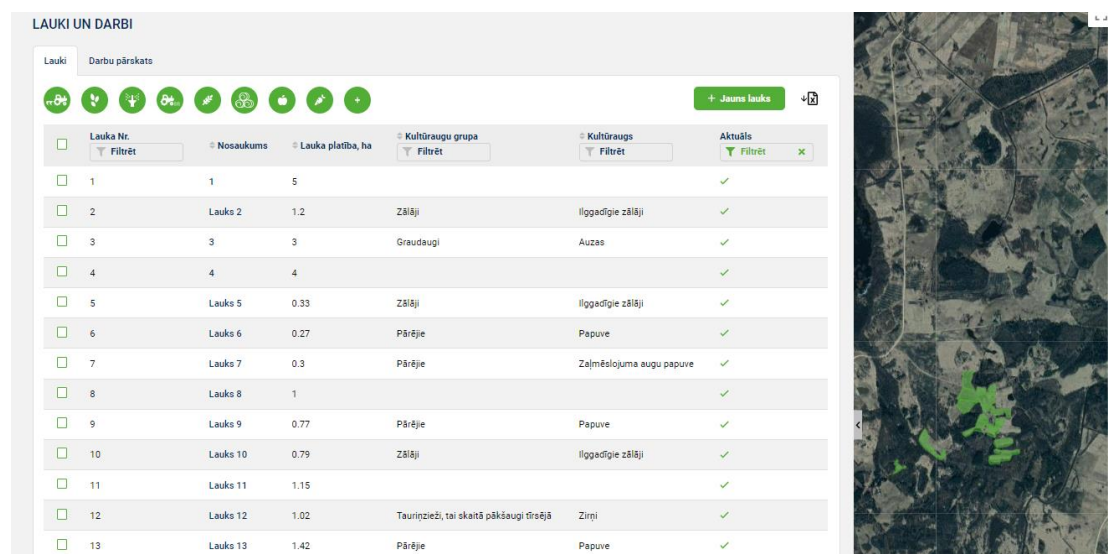 LAUKI UN DARBI
Lauki Darbu pārskats
+ Jauns lauks
Lauka Nr. Nosaukums Lauka platība, ha Kultūraugu grupa Kultūraugs Aktuāls
Filtrēt Filtrēt Filtrēt Filtrēt
1 1 5
2 Lauks 2 1.2 Zālāji Ilggadīgie zālāji
3 3 3 Graudaugi Auzas
4 4 4
5 Lauks 5 0.33 Zālāji Ilggadīgie zālāji
6 Lauks 6 0.27 Pārējie Papuve
7 Lauks 7 0.3 Pārējie Zaļmēslojuma augu papuve
8 Lauks 8 1
9 Lauks 9 0.77 Pārējie Papuve
10 Lauks 10 0.79 Zālāji Ilggadīgie zālāji
11 Lauks 11 1.15
12 Lauks 12 1.02 Tauriņzieži, tai skaitā pākšaugi tīrsējā Zirņi
13 Lauks 13 1.42 Pārējie Papuve